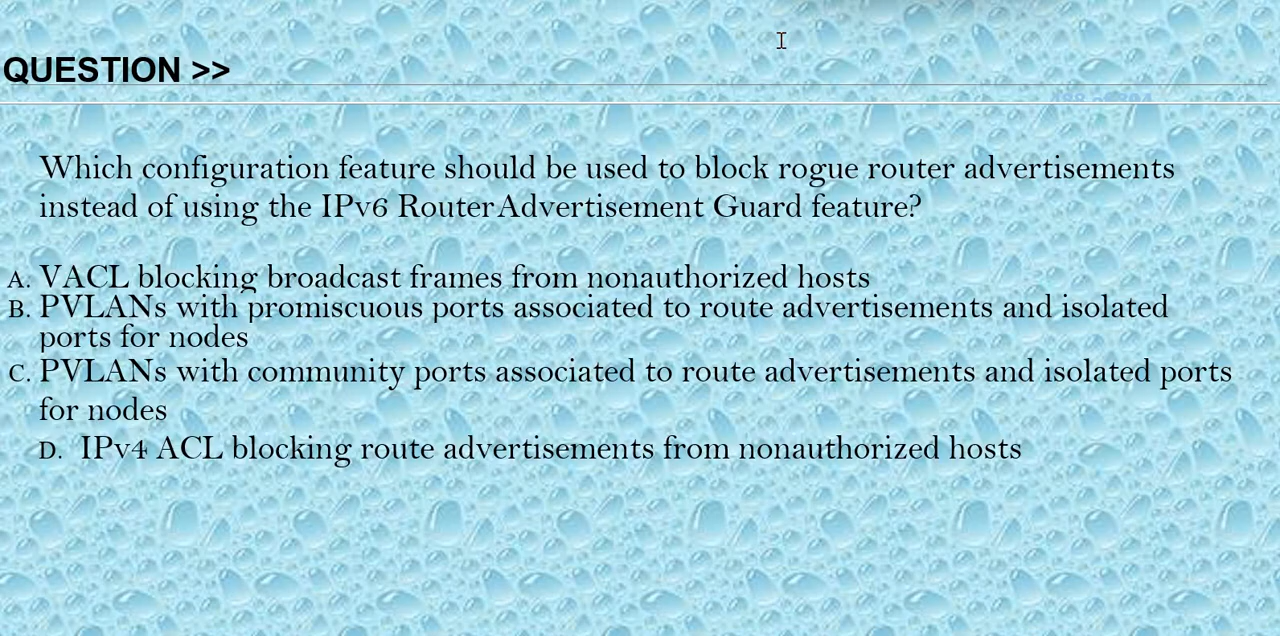 QUESTION >>
Which configuration feature should be used to block rogue router advertisements
instead of using the IPv6 Router Advertisement Guard feature?
A. VACL blocking broadcast frames from nonauthorized hosts
B. PVLANs with promiscuous ports associated to route advertisements and isolated
ports for nodes
C. PVLANs with community ports associated to route advertisements and isolated ports
for nodes
D. IPv4 ACL blocking route advertisements from nonauthorized hosts